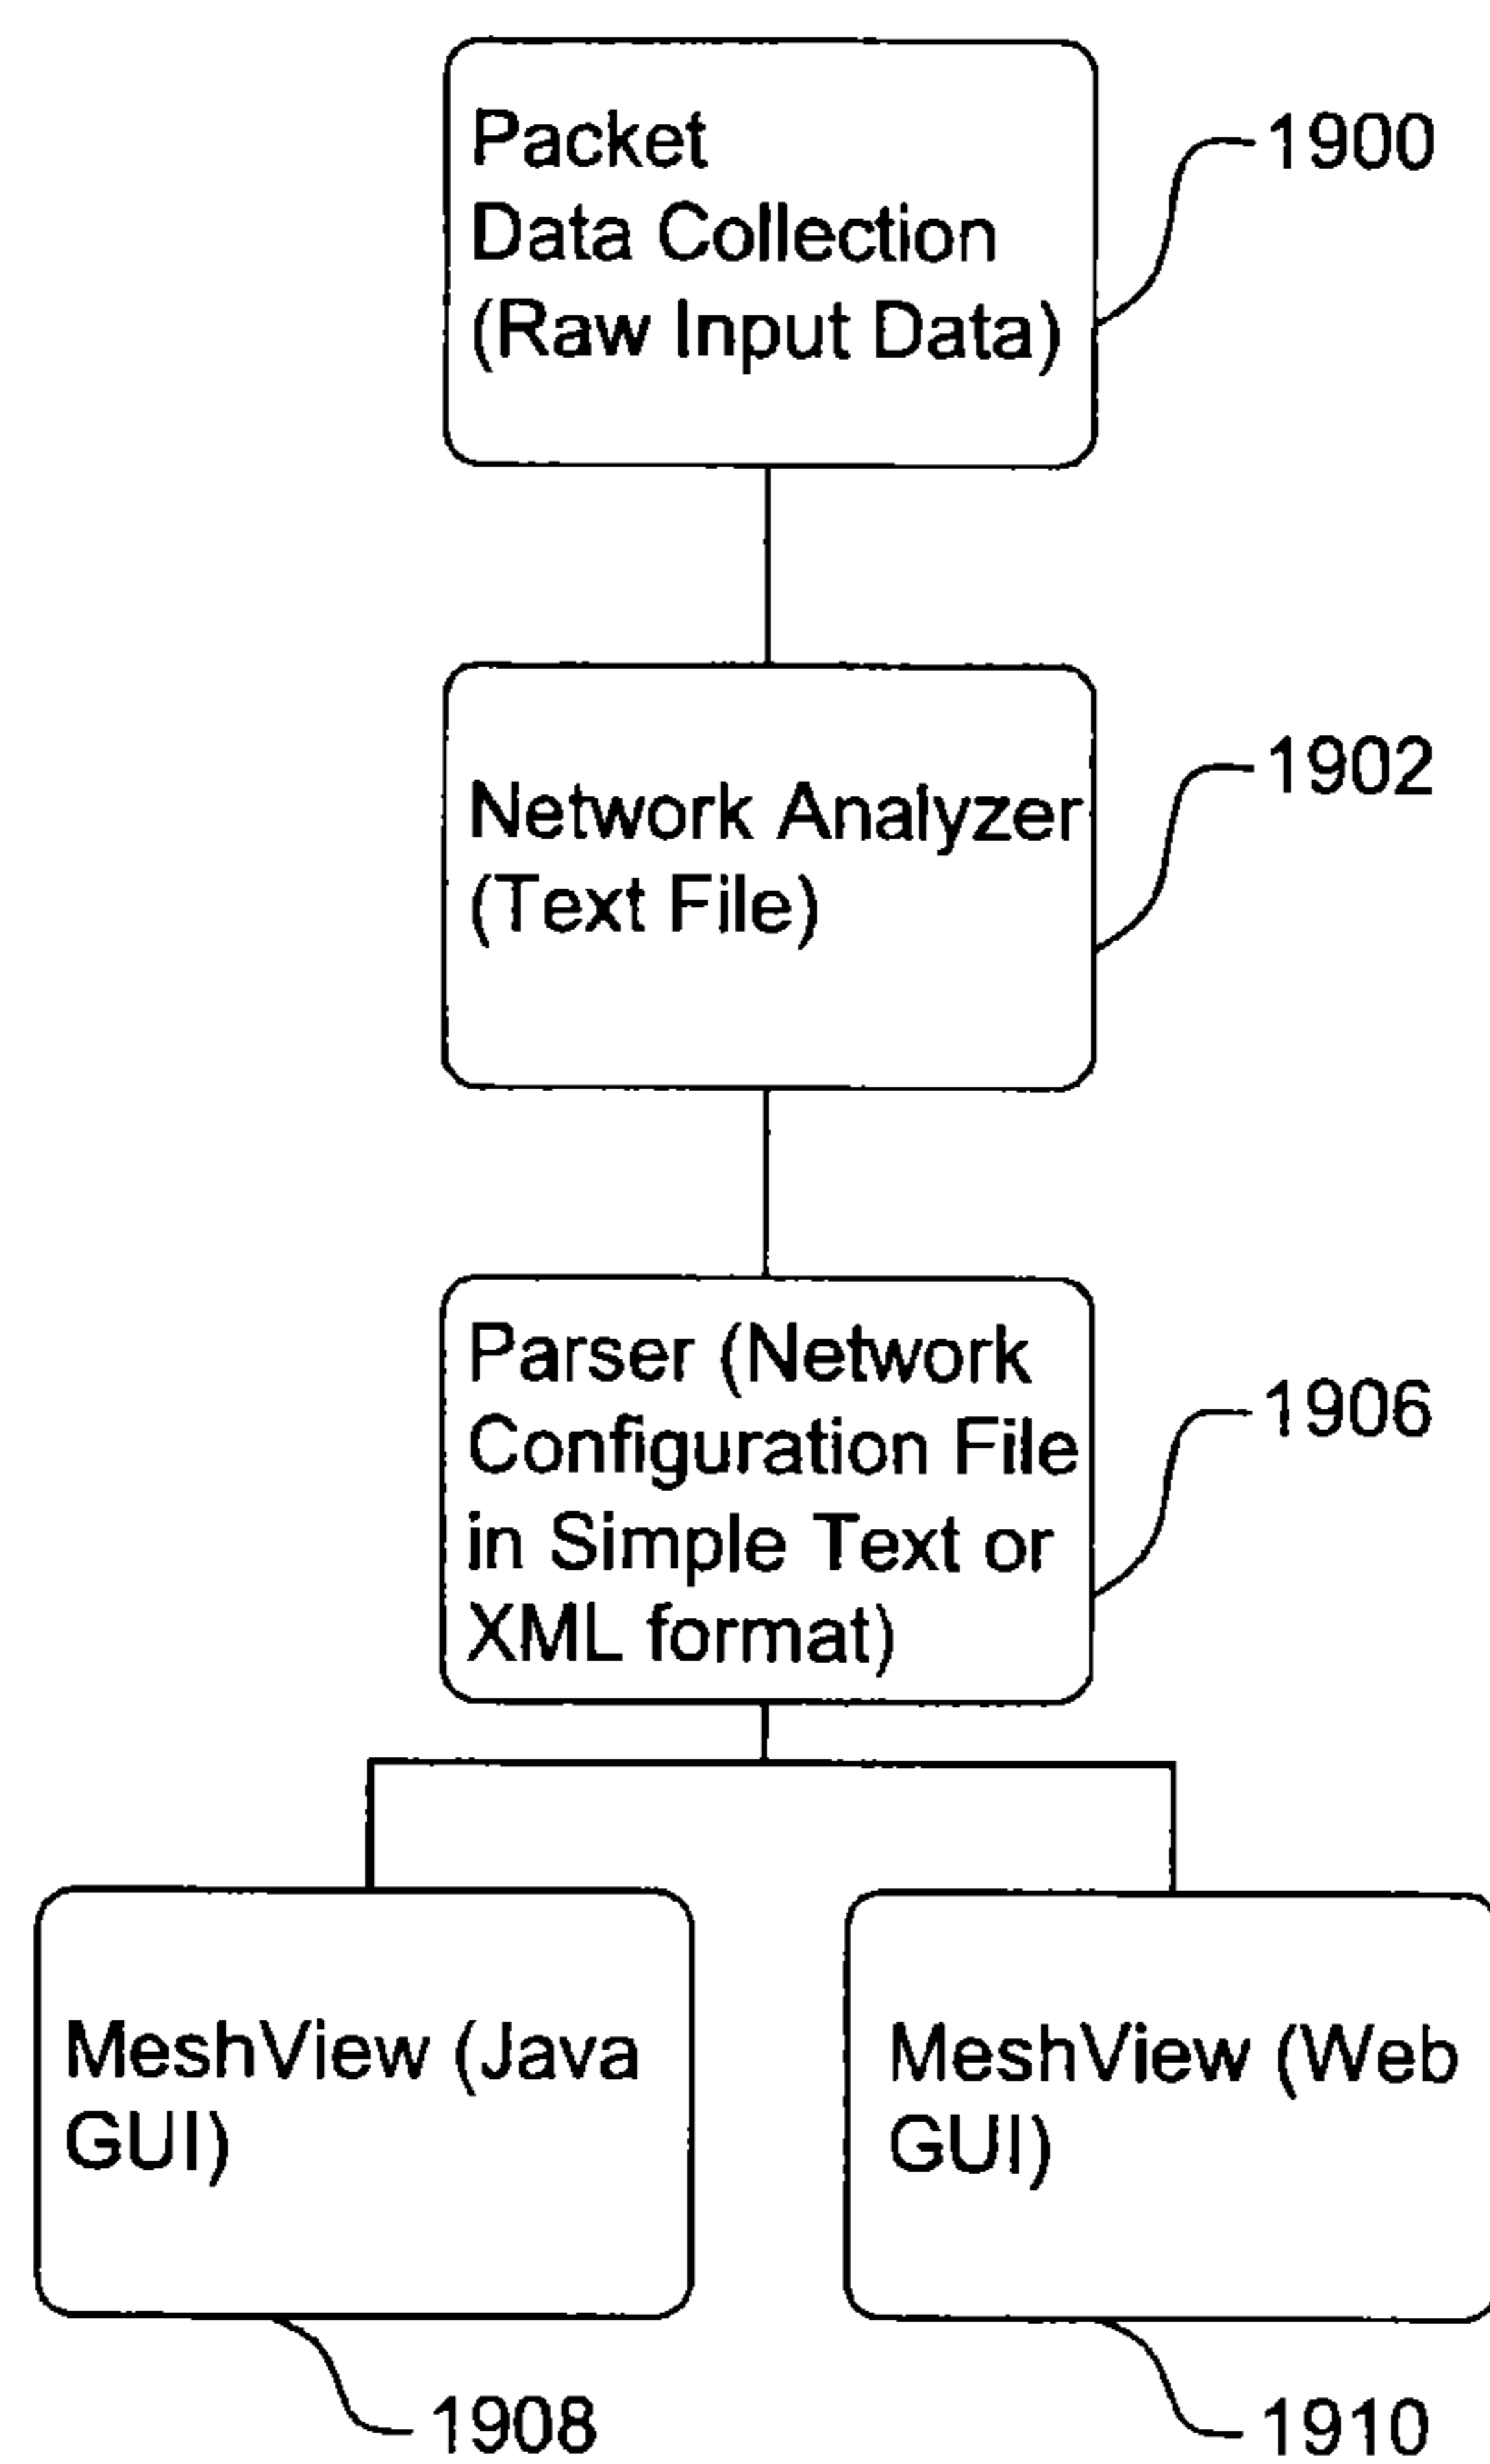 Packet
Data Collection
(Raw Input Data)
1900
Network Analyzer
(Text File)
1902
Parser (Network
Configuration File
in Simple Text or
XML format)
1906
MeshView (Java
GUI)
1908
MeshView (Web
GUI)
1910